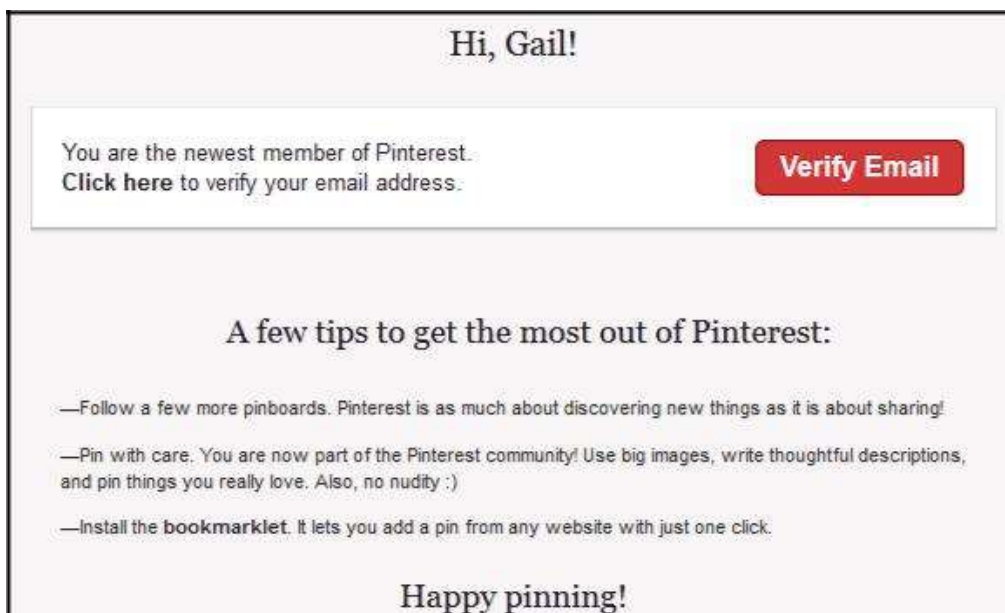 Hi, Gail!
You are the newest member of Pinterest.
Click here to verify your email address.
Verify Email
A few tips to get the most out of Pinterest:
—Follow a few more pinboards. Pinterest is as much about discovering new things as it is about sharing!
—Pin with care. You are now part of the Pinterest community! Use big images, write thoughtful descriptions,
and pin things you really love. Also, no nudity :)
—Install the bookmarklet. It lets you add a pin from any website with just one click.
Happy pinning!